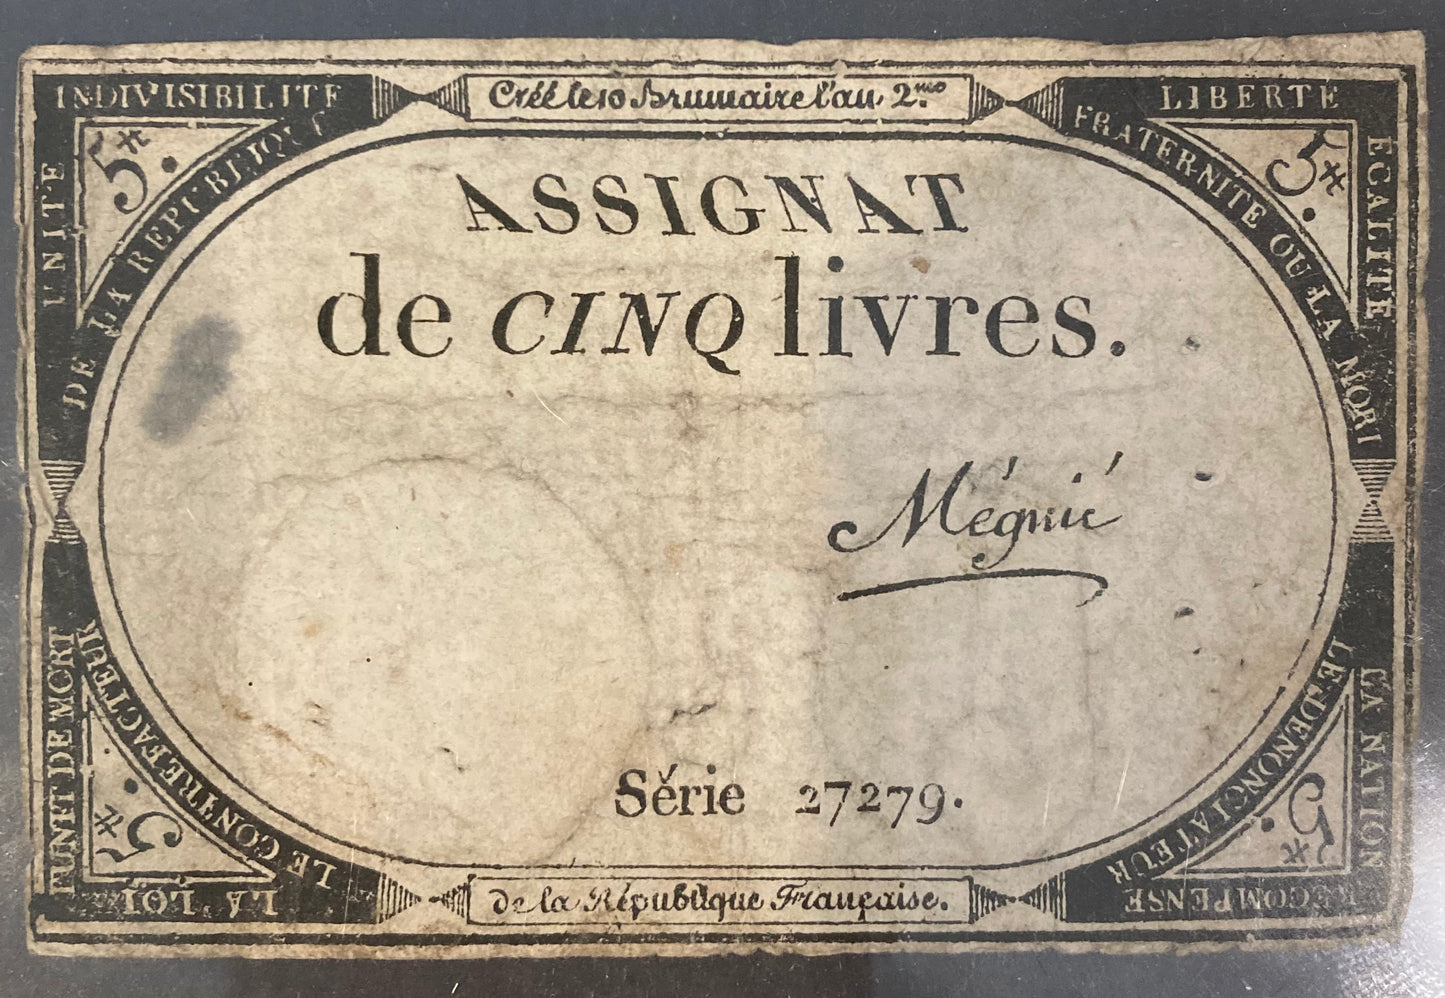 INDIVISIBILITE
Créé le 10 Brumaire l'an 2.me
LIBERTE
UNITE
DE LA REPUBLIQUE
FRATERNITE OU LA MORT
EGALITE
5#
5#
ASSIGNAT
de CINQ livres.
Mégnié
Série 27279.
PUNIT DE MORT
LE CONTREFACTEUR
LE DENONCIATEUR
LA NATION
5#
5#
LA LOI
de la République Française.
RECOMPENSE